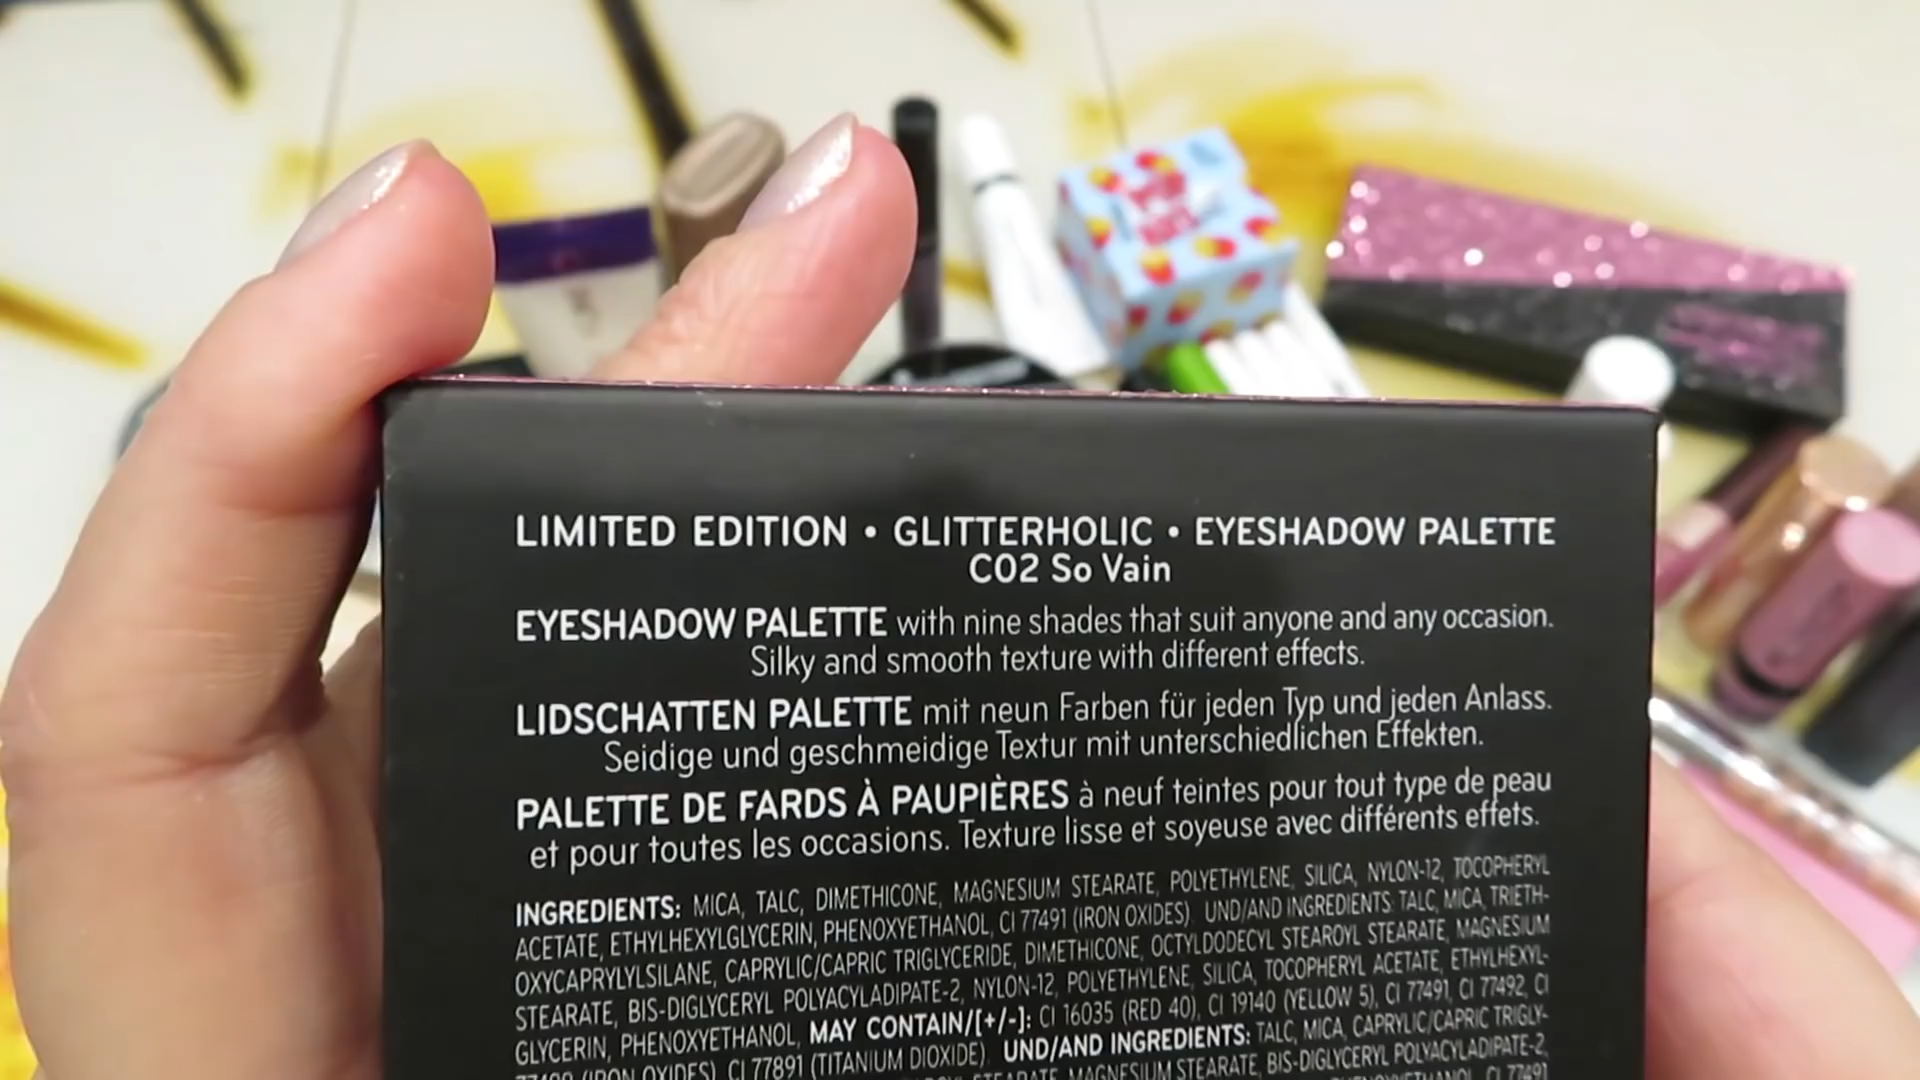 LIMITED EDITION • GLITTERHOLIC • EYESHADOW PALETTE
C02 So Vain
EYESHADOW PALETTE with nine shades that suit anyone and any occasion.
Silky and smooth texture with different effects.
LIDSCHATTEN PALETTE mit neun Farben für jeden Typ und jeden Anlass.
Seidige und geschmeidige Textur mit unterschiedlichen Effekten.
PALETTE DE FARDS À PAUPIÈRES à neuf teintes pour tout type de peau
et pour toutes les occasions. Texture lisse et soyeuse avec différents effets.
INGREDIENTS: MICA, TALC, DIMETHICONE, MAGNESIUM STEARATE, POLYETHYLENE, SILICA, NYLON-12, TOCOPHERYL
ACETATE, ETHYLHEXYLGLYCERIN, PHENOXYETHANOL, CI 77491 (IRON OXIDES). UND/AND INGREDIENTS: TALC, MICA, TRIETH-
OXYCAPRYLYLSILANE, CAPRYLIC/CAPRIC TRIGLYCERIDE, DIMETHICONE, OCTYLDODECYL STEAROYL STEARATE, MAGNESIUM
STEARATE, BIS-DIGLYCERYL POLYACYLADIPATE-2, NYLON-12, POLYETHYLENE, SILICA, TOCOPHERYL ACETATE, ETHYLHEXYL-
GLYCERIN, PHENOXYETHANOL, MAY CONTAIN/[+/-]: CI 16035 (RED 40), CI 19140 (YELLOW 5), CI 77491, CI 77492, CI
77499 (IRON OXIDES), CI 77891 (TITANIUM DIOXIDE). UND/AND INGREDIENTS: TALC, MICA, CAPRYLIC/CAPRIC TRIGLY-
STEARATE, MAGNESIUM STEARATE, BIS-DIGLYCERYL POLYACYLADIPATE-2,
CI 77491